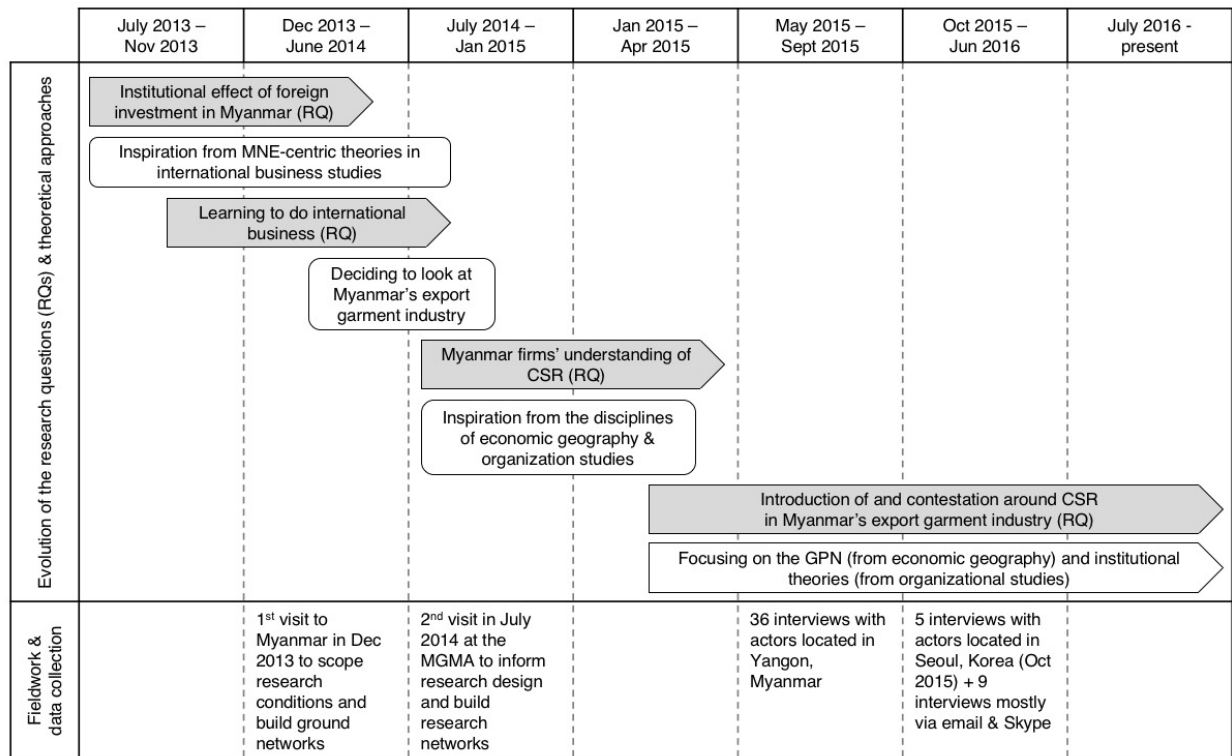 July 2013 –
Nov 2013
Dec 2013 –
June 2014
July 2014 –
Jan 2015
Jan 2015 -
Apr 2015
May 2015 –
Sept 2015
Oct 2015 –
Jun 2016
July 2016 -
present
Evolution of the research questions (RQs) & theoretical approaches
Institutional effect of foreign
investment in Myanmar (RQ)
Inspiration from MNE-centric theories in
international business studies
Learning to do international
business (RQ)
Deciding to look at
Myanmar’s export
garment industry
Myanmar firms’ understanding of
CSR (RQ)
Inspiration from the disciplines
of economic geography &
organization studies
Introduction of and contestation around CSR
in Myanmar’s export garment industry (RQ)
Focusing on the GPN (from economic geography) and institutional
theories (from organizational studies)
Fieldwork &
data collection
1st visit to
Myanmar in Dec
2013 to scope
research
conditions and
build ground
networks
2nd visit in July
2014 at the
MGMA to inform
research design
and build
research
networks
36 interviews with
actors located in
Yangon,
Myanmar
5 interviews with
actors located in
Seoul, Korea (Oct
2015) + 9
interviews mostly
via email & Skype